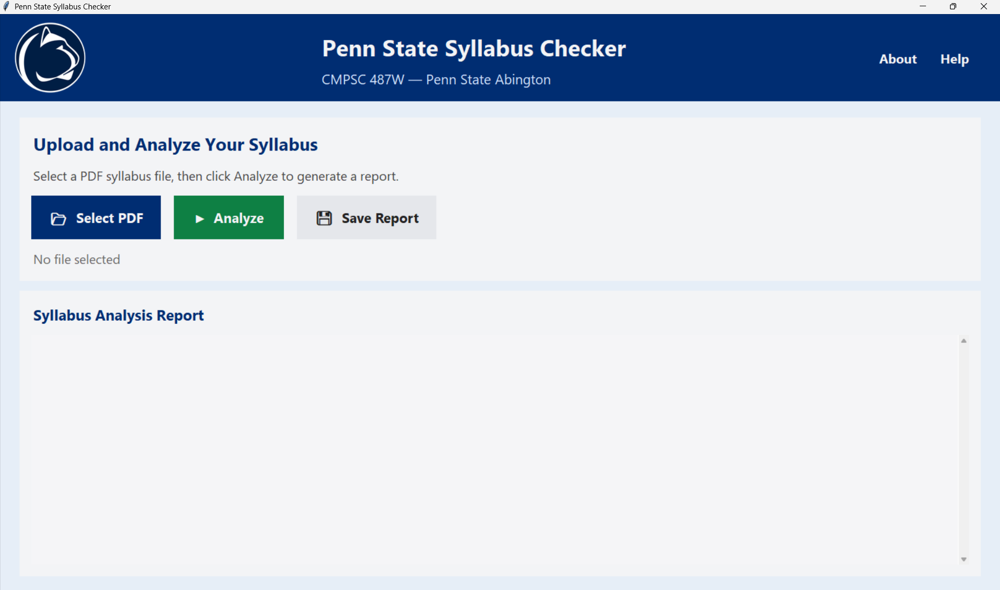 Penn State Syllabus Checker
Penn State Syllabus Checker
CMPSC 487W — Penn State Abington
About Help
Upload and Analyze Your Syllabus
Select a PDF syllabus file, then click Analyze to generate a report.
Select PDF Analyze Save Report
No file selected
Syllabus Analysis Report